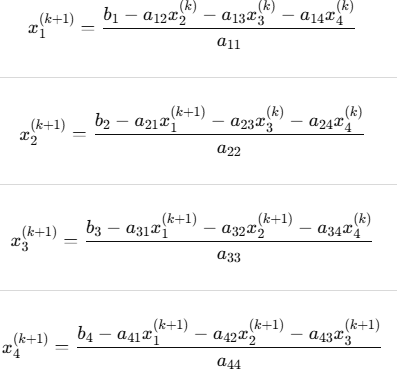 x_1^{(k+1)} = \frac{b_1 - a_{12}x_2^{(k)} - a_{13}x_3^{(k)} - a_{14}x_4^{(k)}}{a_{11}}
x_2^{(k+1)} = \frac{b_2 - a_{21}x_1^{(k+1)} - a_{23}x_3^{(k)} - a_{24}x_4^{(k)}}{a_{22}}
x_3^{(k+1)} = \frac{b_3 - a_{31}x_1^{(k+1)} - a_{32}x_2^{(k+1)} - a_{34}x_4^{(k)}}{a_{33}}
x_4^{(k+1)} = \frac{b_4 - a_{41}x_1^{(k+1)} - a_{42}x_2^{(k+1)} - a_{43}x_3^{(k+1)}}{a_{44}}